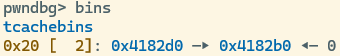 pwndbg> bins
tcachebins
0x20 [  2]: 0x4182d0 —▸ 0x4182b0 ◂— 0